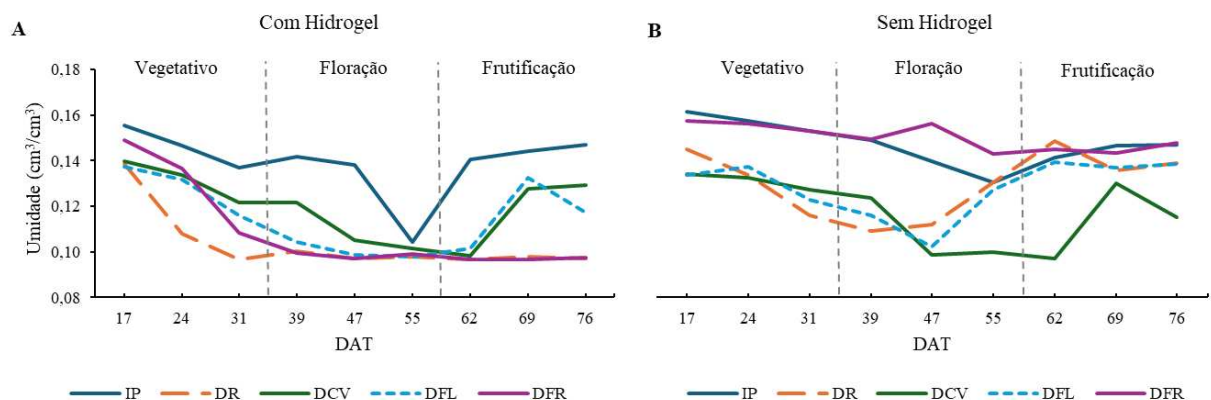 A
Com Hidrogel
Vegetativo Floração Frutificação
Umidade (cm³/cm³)
0,18
0,16
0,14
0,12
0,10
0,08
17 24 31 39 47 55 62 69 76
DAT
IP DR DCV DFL DFR
B
Sem Hidrogel
Vegetativo Floração Frutificação
17 24 31 39 47 55 62 69 76
DAT
IP DR DCV DFL DFR